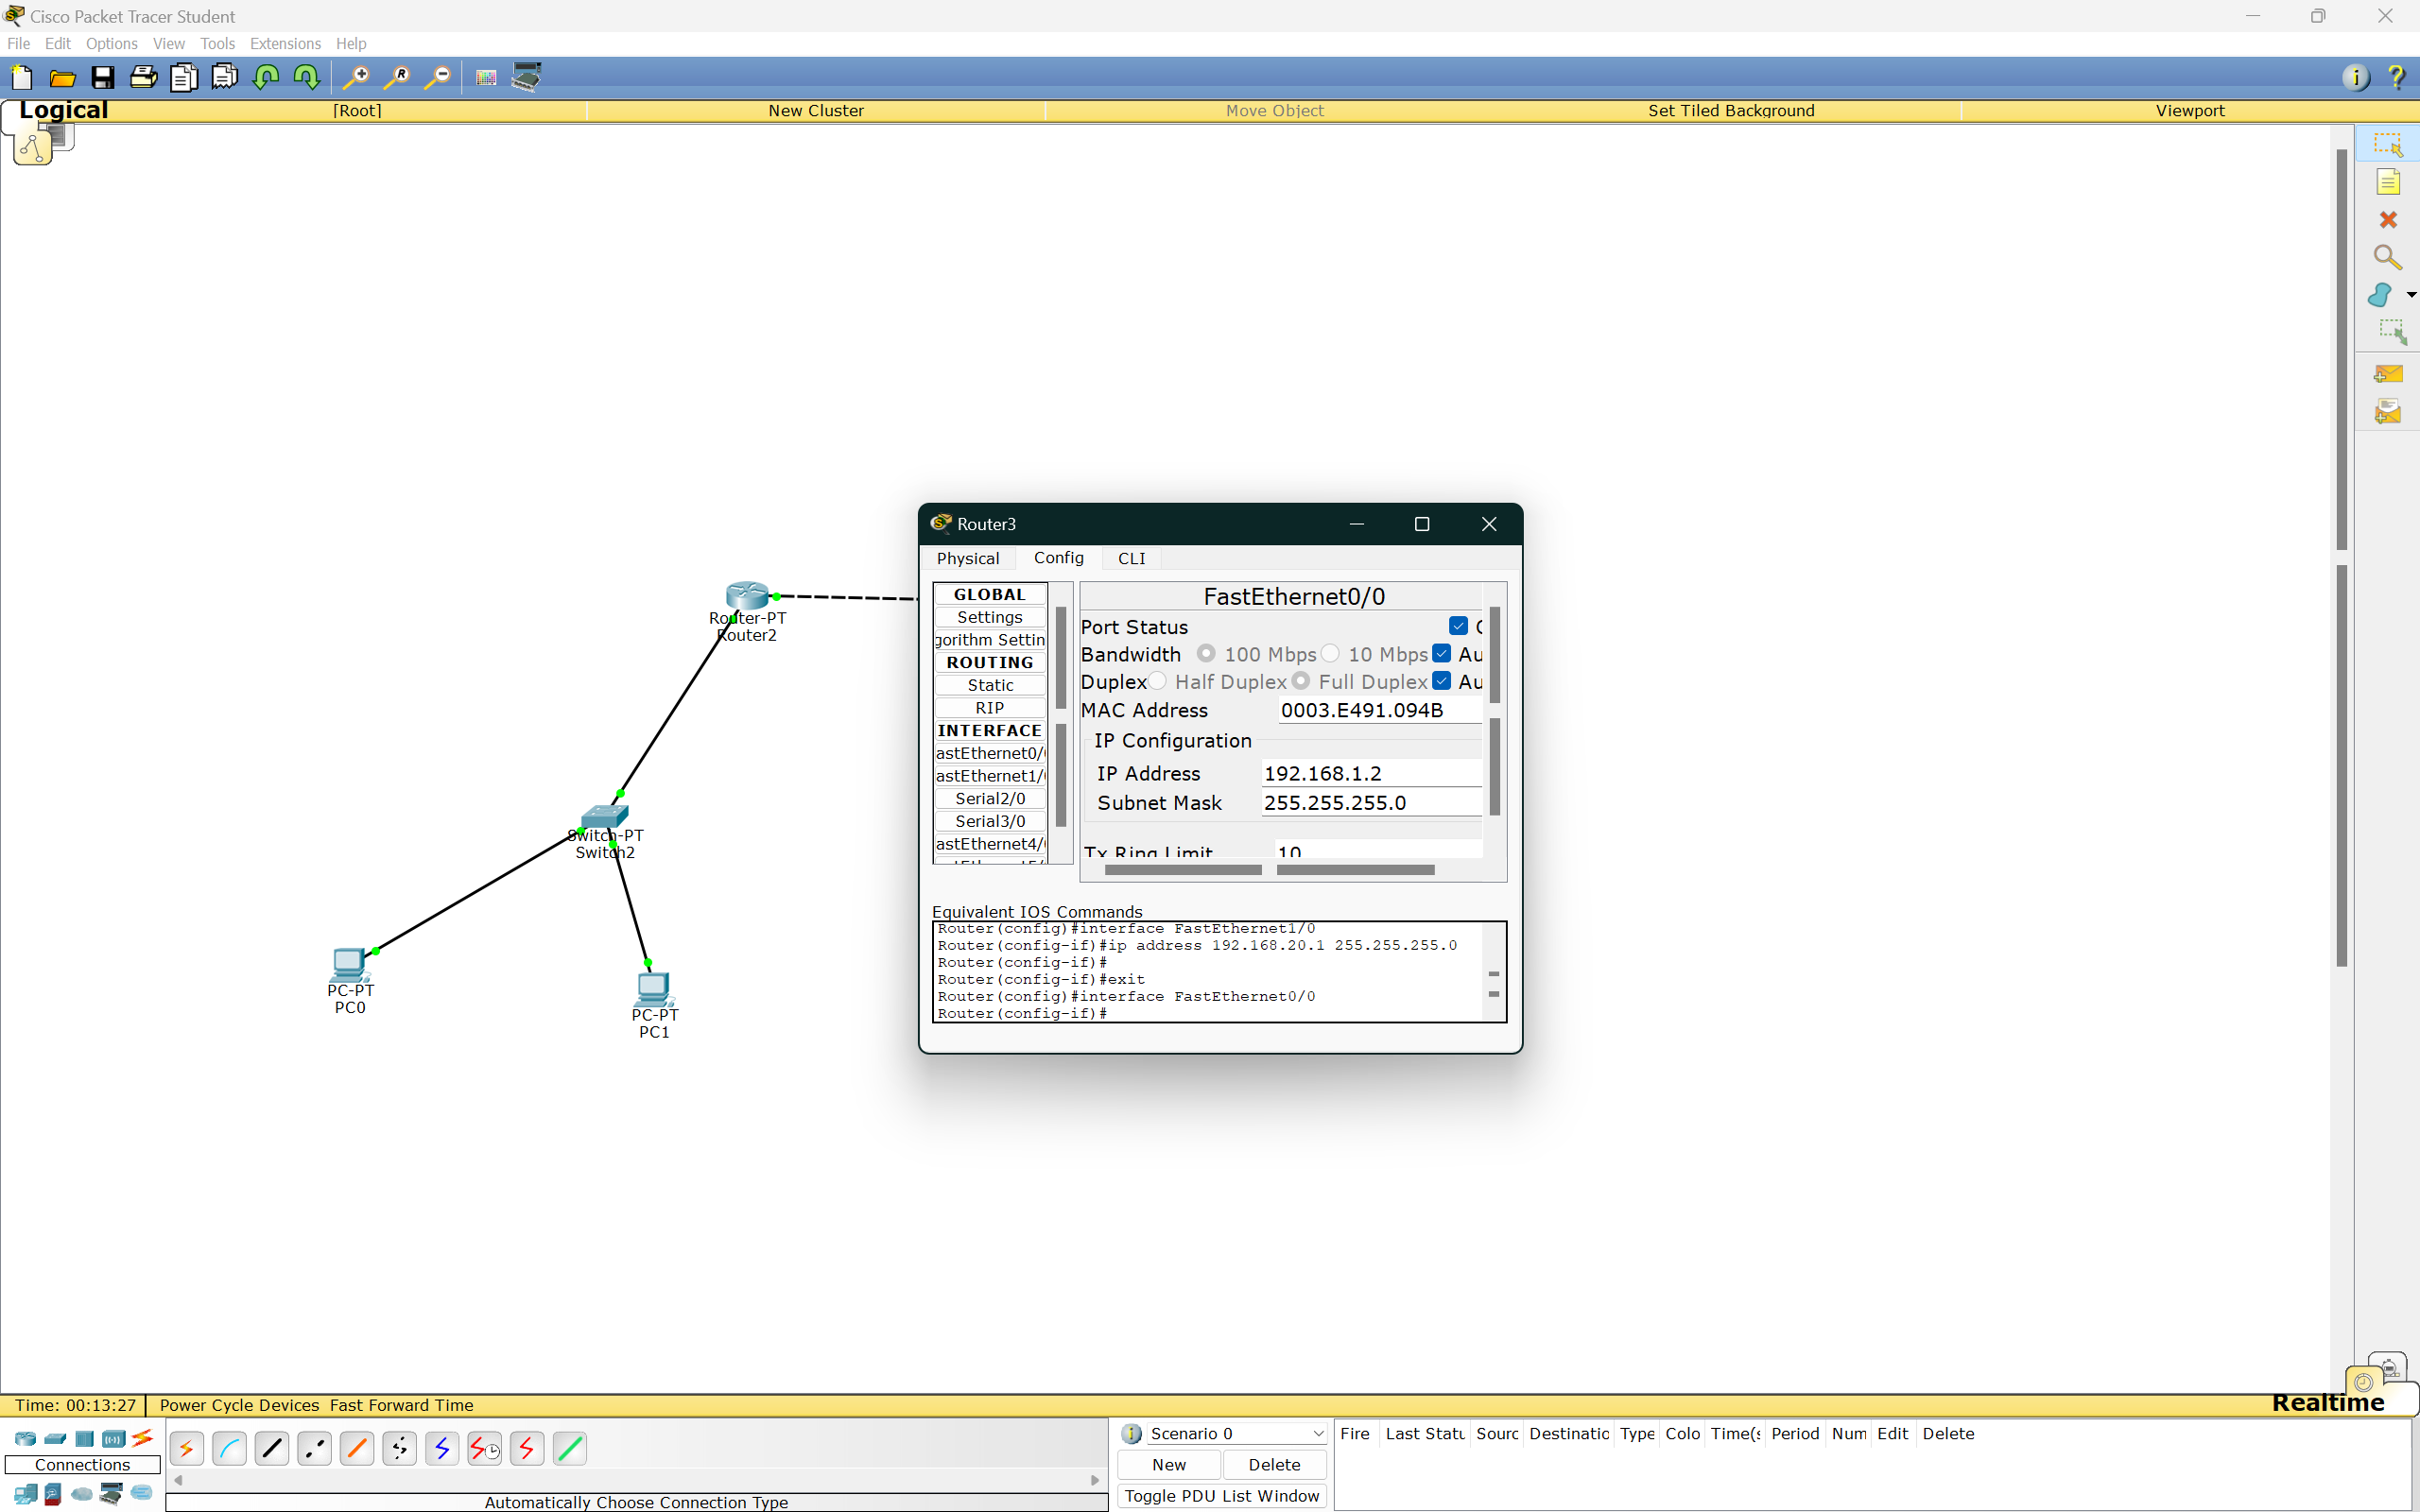 Cisco Packet Tracer Student
File Edit Options View Tools Extensions Help
Logical [Root] New Cluster Move Object Set Tiled Background Viewport
Router3
Physical Config CLI
GLOBAL
Settings
gorithm Settin
ROUTING
Static
RIP
INTERFACE
astEthernet0/
astEthernet1/
Serial2/0
Serial3/0
astEthernet4/
FastEthernet0/0
Port Status
Bandwidth 100 Mbps 10 Mbps Au
Duplex Half Duplex Full Duplex Au
MAC Address 0003.E491.094B
IP Configuration
IP Address 192.168.1.2
Subnet Mask 255.255.255.0
Tx Ring Limit 10
Equivalent IOS Commands
Router(config)#interface FastEthernet1/0
Router(config-if)#ip address 192.168.20.1 255.255.255.0
Router(config-if)#
Router(config-if)#exit
Router(config)#interface FastEthernet0/0
Router(config-if)#
Router-PT
Router2
Switch-PT
Switch2
PC-PT
PC0
PC-PT
PC1
Time: 00:13:27 Power Cycle Devices Fast Forward Time Realtime
Connections
Automatically Choose Connection Type
Scenario 0
New Delete
Toggle PDU List Window
Fire Last Statu Sourc Destinatio Type Colo Time(s Period Num Edit Delete